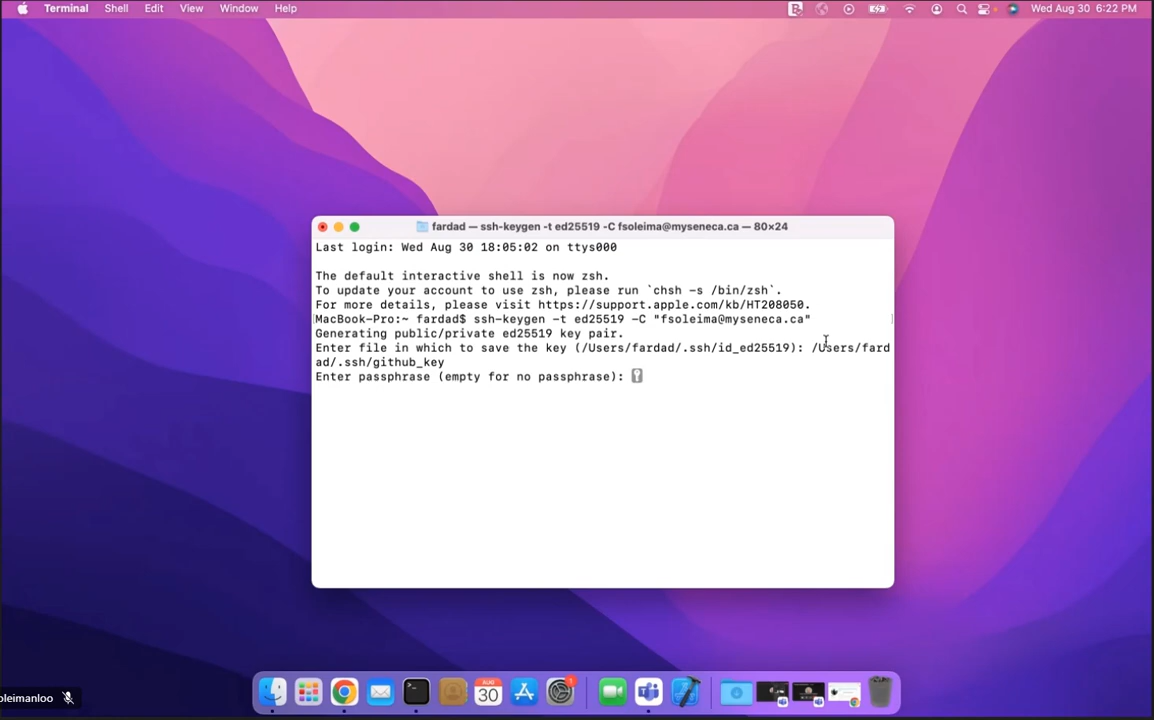 Terminal Shell Edit View Window Help Wed Aug 30 6:22 PM
fardad — ssh-keygen -t ed25519 -C fsoleima@myseneca.ca — 80×24
Last login: Wed Aug 30 18:05:02 on ttys000
The default interactive shell is now zsh.
To update your account to use zsh, please run `chsh -s /bin/zsh`.
For more details, please visit https://support.apple.com/kb/HT208050.
MacBook-Pro:~ fardad$ ssh-keygen -t ed25519 -C "fsoleima@myseneca.ca"
Generating public/private ed25519 key pair.
Enter file in which to save the key (/Users/fardad/.ssh/id_ed25519): /Users/fard
ad/.ssh/github_key
Enter passphrase (empty for no passphrase):
AUG
30
1
oleimanloo